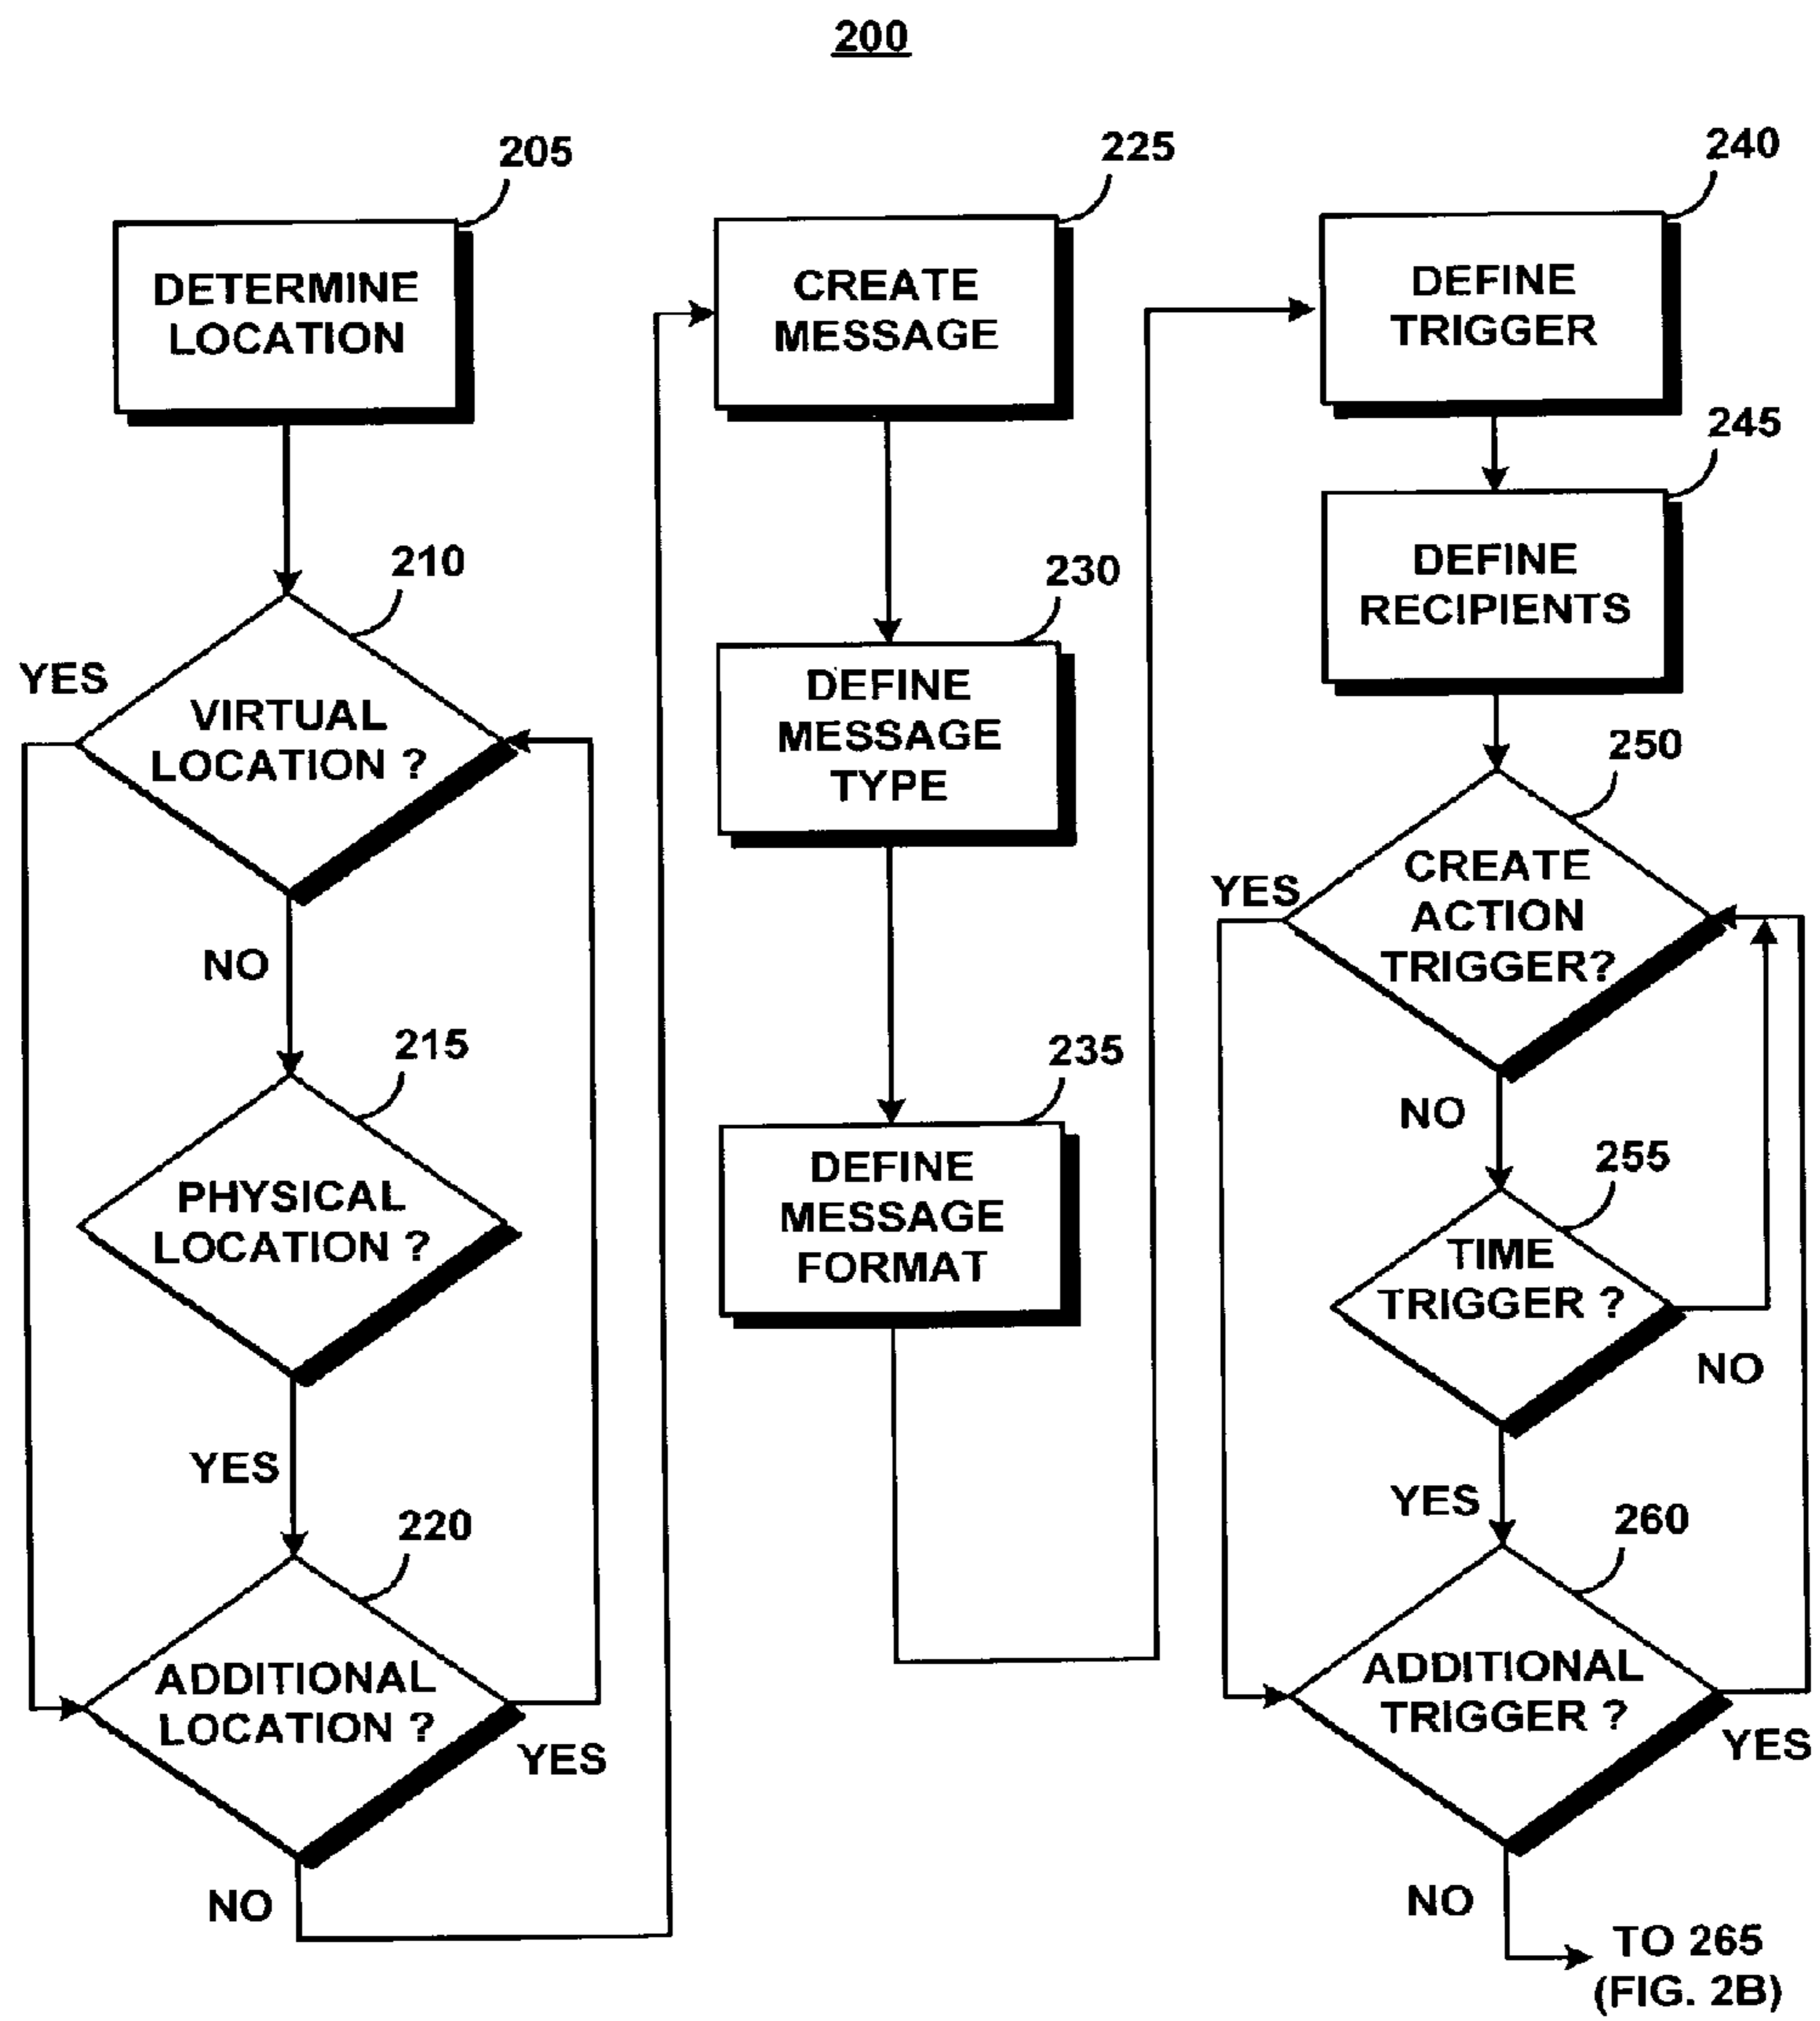 200
205
DETERMINE
LOCATION
210
YES
VIRTUAL
LOCATION ?
NO
215
PHYSICAL
LOCATION ?
YES
220
ADDITIONAL
LOCATION ?
YES
NO
225
CREATE
MESSAGE
230
DEFINE
MESSAGE
TYPE
235
DEFINE
MESSAGE
FORMAT
240
DEFINE
TRIGGER
245
DEFINE
RECIPIENTS
250
YES
CREATE
ACTION
TRIGGER?
NO
255
TIME
TRIGGER ?
NO
YES
260
ADDITIONAL
TRIGGER ?
YES
NO
TO 265
(FIG. 2B)